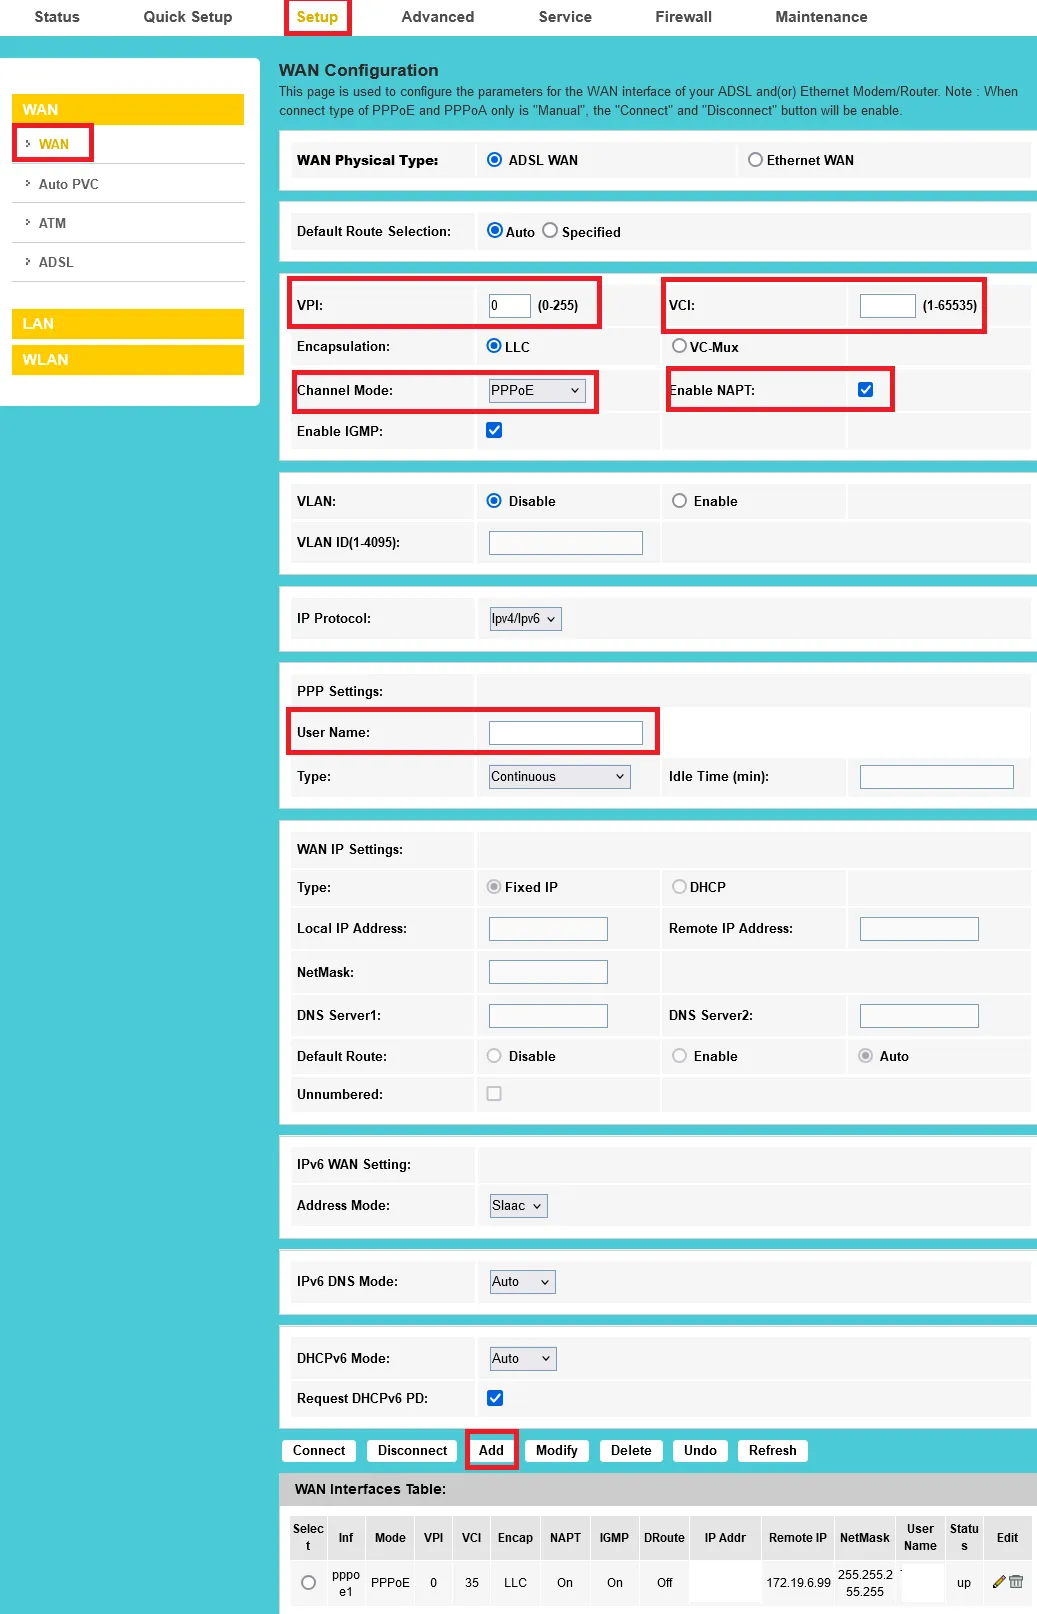 Status Quick Setup Setup Advanced Service Firewall Maintenance
WAN
WAN
Auto PVC
ATM
ADSL
LAN
WLAN
WAN Configuration
This page is used to configure the parameters for the WAN interface of your ADSL and(or) Ethernet Modem/Router. Note : When
connect type of PPPoE and PPPoA only is "Manual", the "Connect" and "Disconnect" button will be enable.
WAN Physical Type: ADSL WAN Ethernet WAN
Default Route Selection: Auto Specified
VPI: 0 (0-255) VCI: (1-65535)
Encapsulation: LLC VC-Mux
Channel Mode: PPPoE Enable NAPT:
Enable IGMP:
VLAN: Disable Enable
VLAN ID(1-4095):
IP Protocol: Ipv4/Ipv6
PPP Settings:
User Name:
Type: Continuous Idle Time (min):
WAN IP Settings:
Type: Fixed IP DHCP
Local IP Address: Remote IP Address:
NetMask:
DNS Server1: DNS Server2:
Default Route: Disable Enable Auto
Unnumbered:
IPv6 WAN Setting:
Address Mode: Slaac
IPv6 DNS Mode: Auto
DHCPv6 Mode: Auto
Request DHCPv6 PD:
Connect Disconnect Add Modify Delete Undo Refresh
WAN Interfaces Table:
Selec
t Inf Mode VPI VCI Encap NAPT IGMP DRoute IP Addr Remote IP NetMask User
Name Statu
s Edit
pppo
e1 PPPoE 0 35 LLC On On Off 172.19.6.99 255.255.2
55.255 up